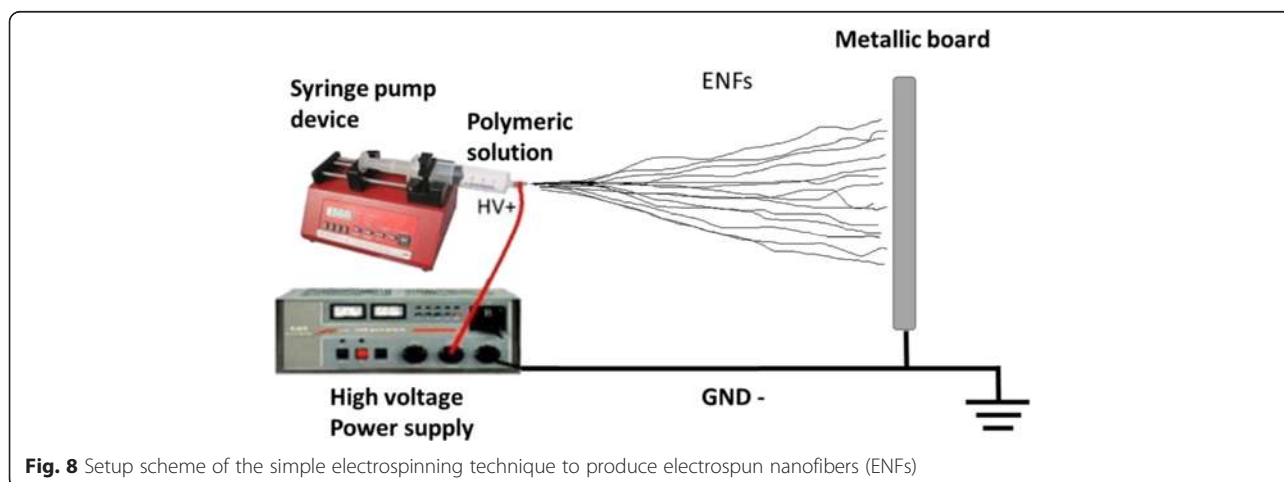 Metallic board
ENFs
Syringe pump
device
Polymeric
solution
HV+
High voltage
Power supply
GND -
Fig. 8 Setup scheme of the simple electrospinning technique to produce electrospun nanofibers (ENFs)